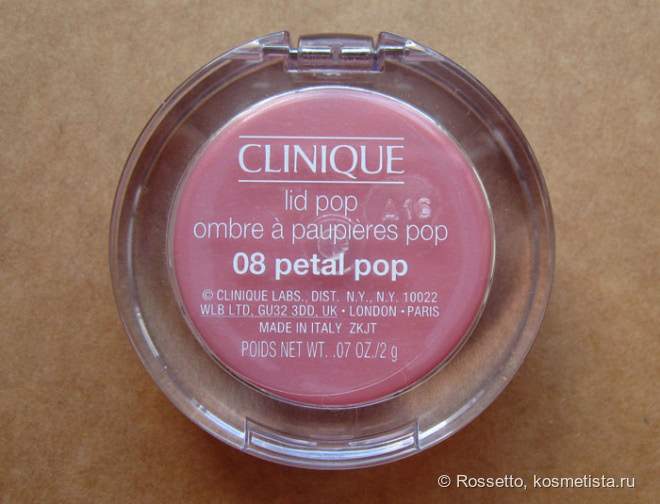 CLINIQUE
lid pop
A16
ombre à paupières pop
08 petal pop
© CLINIQUE LABS., DIST. N.Y., N.Y. 10022
WLB LTD, GU32 3DD, UK • LONDON • PARIS
MADE IN ITALY ZKJT
POIDS NET WT. .07 OZ./2 g
© Rossetto, kosmetista.ru